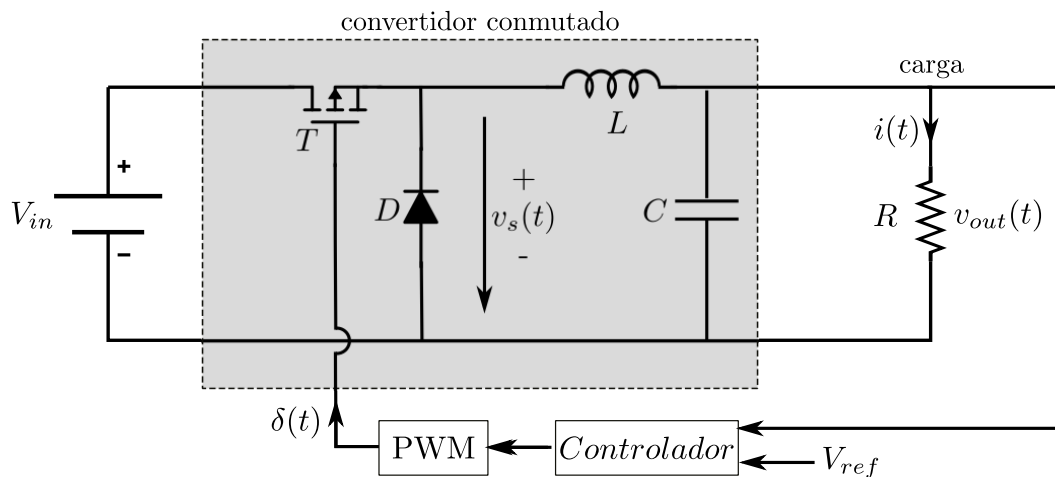 convertidor conmutado
carga
T
L
i(t)
+
V_{in}
-
D
+
v_s(t)
-
C
R
v_{out}(t)
δ(t)
PWM
Controlador
V_{ref}